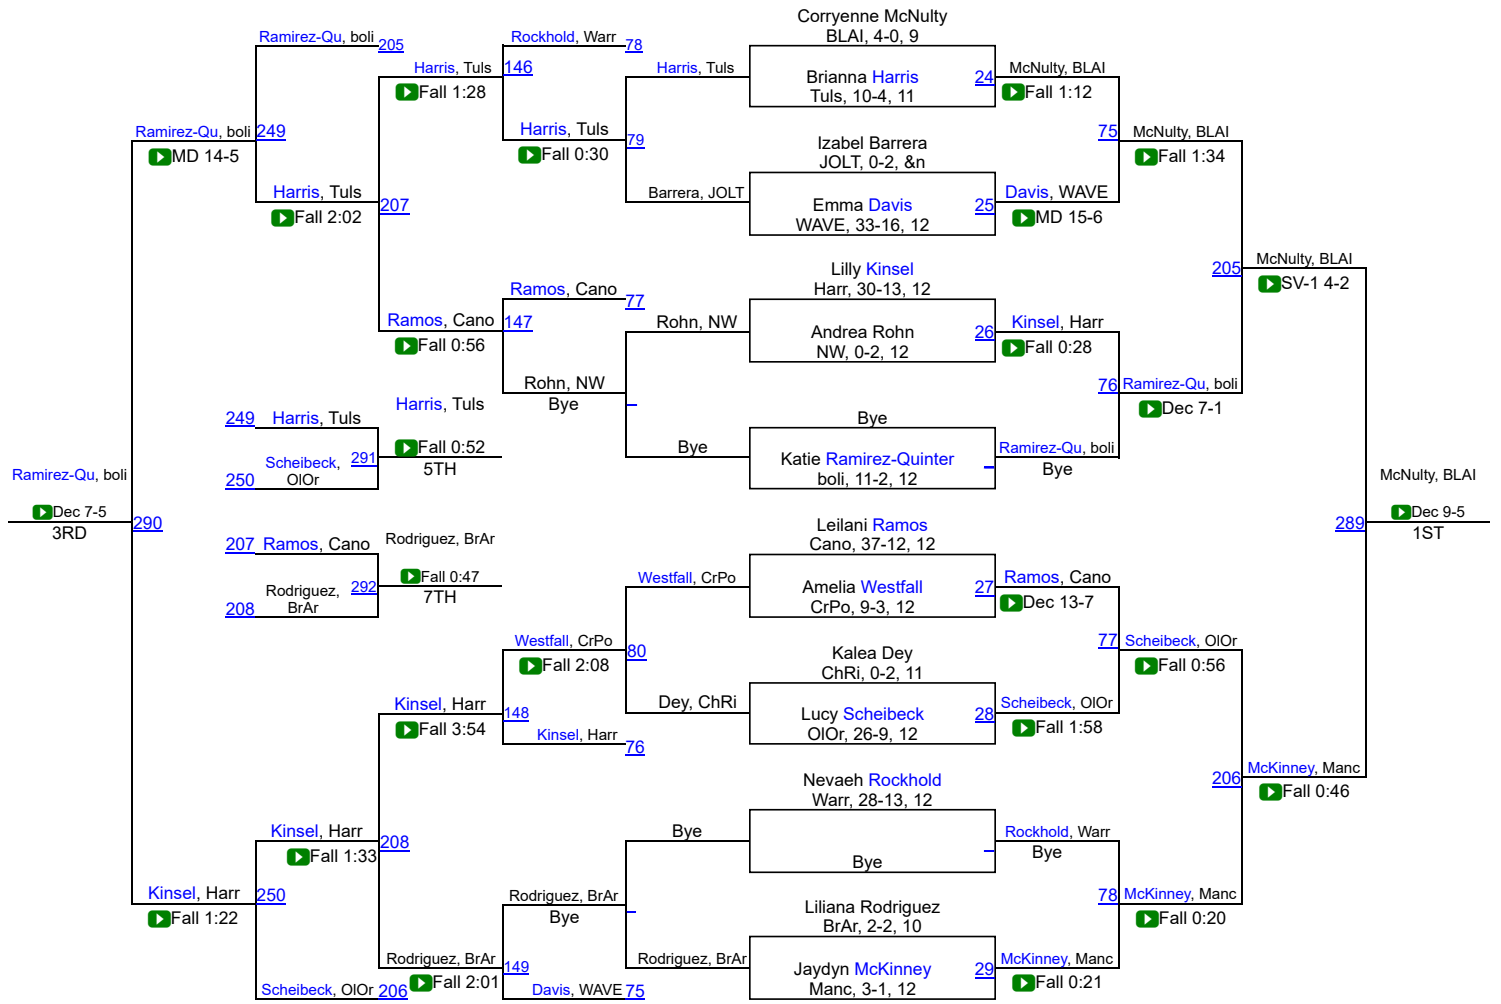 Corryenne McNulty
BLAI, 4-0, 9
Brianna Harris
Tuls, 10-4, 11
24
Izabel Barrera
JOLT, 0-2, &n
Emma Davis
WAVE, 33-16, 12
25
Lilly Kinsel
Harr, 30-13, 12
Andrea Rohn
NW, 0-2, 12
26
Bye
Katie Ramirez-Quinter
boli, 11-2, 12
Leilani Ramos
Cano, 37-12, 12
Amelia Westfall
CrPo, 9-3, 12
27
Kalea Dey
ChRi, 0-2, 11
Lucy Scheibeck
OlOr, 26-9, 12
28
Nevaeh Rockhold
Warr, 28-13, 12
Bye
Liliana Rodriguez
BrAr, 2-2, 10
Jaydyn McKinney
Manc, 3-1, 12
29
McNulty, BLAI
Fall 1:12
Davis, WAVE
MD 15-6
Kinsel, Harr
Fall 0:28
Ramirez-Qu, boli
Bye
Ramos, Cano
Dec 13-7
Scheibeck, OlOr
Fall 1:58
Rockhold, Warr
Bye
McKinney, Manc
Fall 0:21
75
McNulty, BLAI
Fall 1:34
76
Ramirez-Qu, boli
Dec 7-1
77
Scheibeck, OlOr
Fall 0:56
78
McKinney, Manc
Fall 0:20
205
McNulty, BLAI
SV-1 4-2
206
McKinney, Manc
Fall 0:46
289
McNulty, BLAI
Dec 9-5
1ST
Harris, Tuls
Barrera, JOLT
Rohn, NW
Bye
Westfall, CrPo
Dey, ChRi
Bye
Rodriguez, BrAr
Rockhold, Warr
78
Harris, Tuls
Fall 0:30
79
Ramos, Cano
77
Rohn, NW
Bye
Westfall, CrPo
Fall 2:08
80
Kinsel, Harr
76
Rodriguez, BrAr
Bye
Davis, WAVE
75
Harris, Tuls
Fall 1:28
146
Ramos, Cano
Fall 0:56
147
Kinsel, Harr
Fall 3:54
148
Rodriguez, BrAr
Fall 2:01
149
Ramirez-Qu, boli
205
Harris, Tuls
Fall 2:02
207
Kinsel, Harr
Fall 1:33
208
Scheibeck, OlOr
206
Ramirez-Qu, boli
MD 14-5
249
Kinsel, Harr
Fall 1:22
250
Ramirez-Qu, boli
Dec 7-5
3RD
290
249
Harris, Tuls
250
Scheibeck,
OlOr
291
Harris, Tuls
Fall 0:52
5TH
207
Ramos, Cano
208
Rodriguez,
BrAr
292
Rodriguez, BrAr
Fall 0:47
7TH